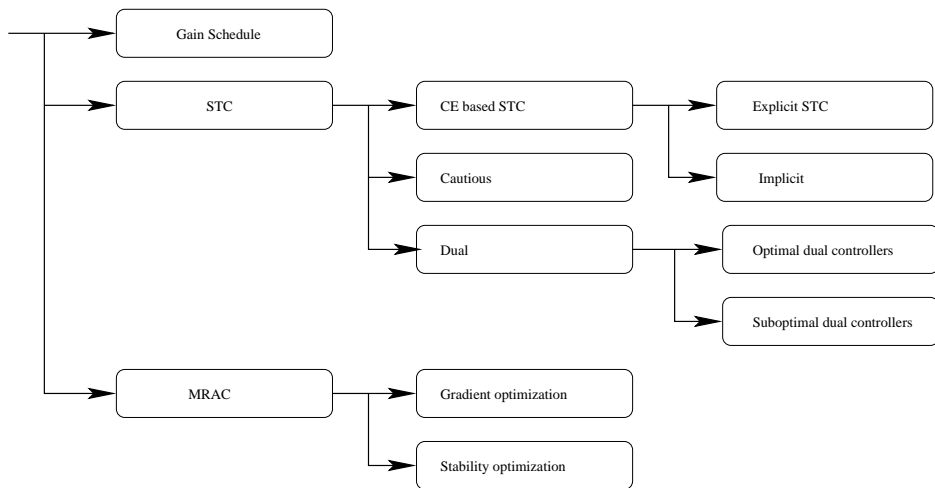 Gain Schedule
STC
CE based STC
Explicit STC
Cautious
Implicit
Dual
Optimal dual controllers
Suboptimal dual controllers
MRAC
Gradient optimization
Stability optimization